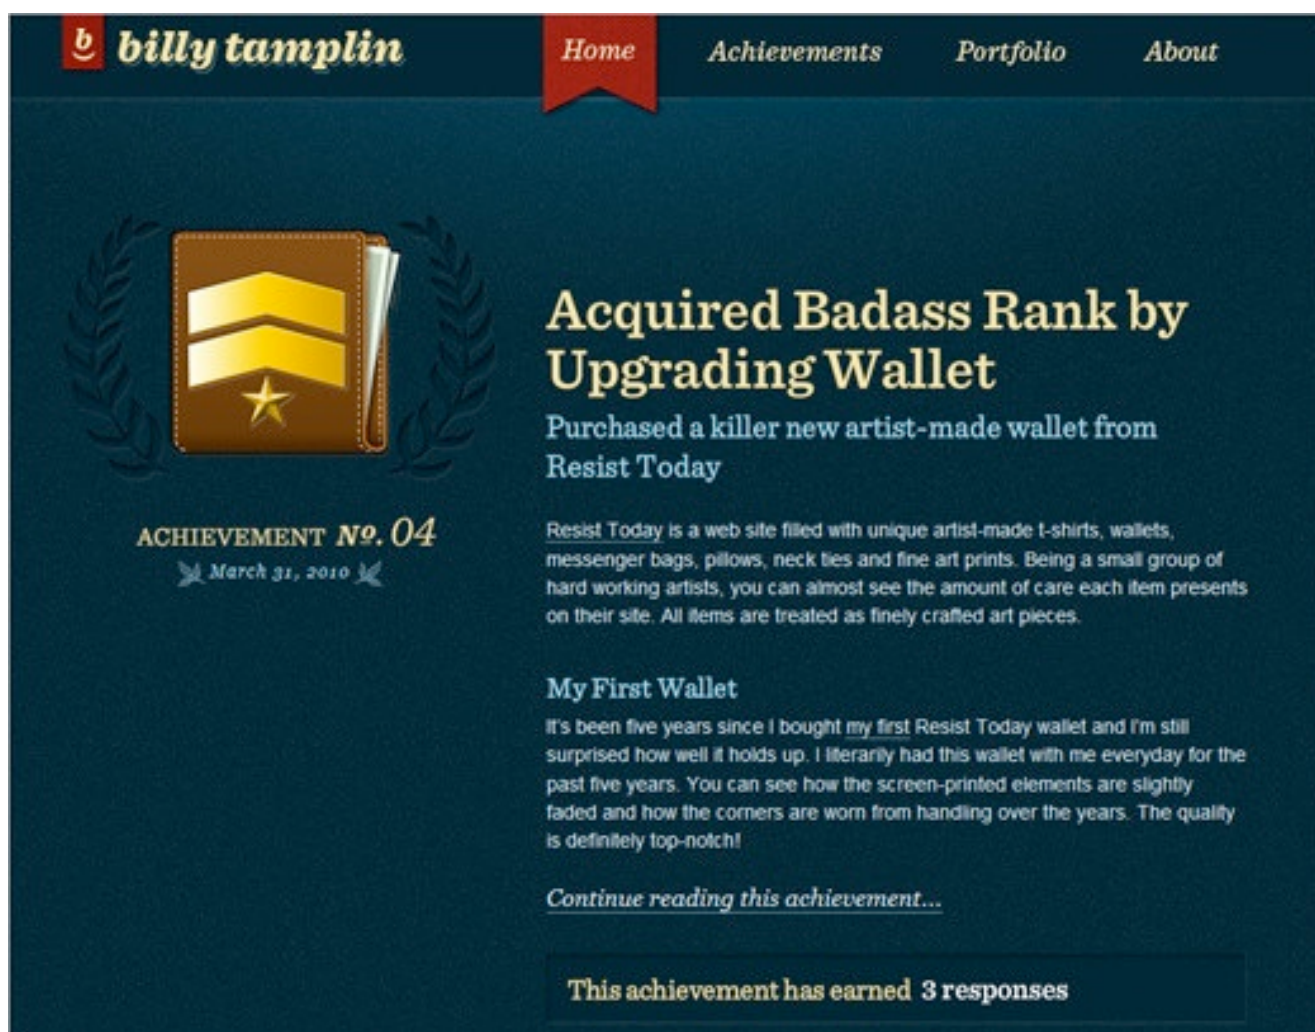 b billy tamplin
Home Achievements Portfolio About
Acquired Badass Rank by
Upgrading Wallet
Purchased a killer new artist-made wallet from
Resist Today
ACHIEVEMENT Nº. 04
March 31, 2010
Resist Today is a web site filled with unique artist-made t-shirts, wallets,
messenger bags, pillows, neck ties and fine art prints. Being a small group of
hard working artists, you can almost see the amount of care each item presents
on their site. All items are treated as finely crafted art pieces.
My First Wallet
It's been five years since I bought my first Resist Today wallet and I'm still
surprised how well it holds up. I literarily had this wallet with me everyday for the
past five years. You can see how the screen-printed elements are slightly
faded and how the corners are worn from handling over the years. The quality
is definitely top-notch!
Continue reading this achievement...
This achievement has earned 3 responses